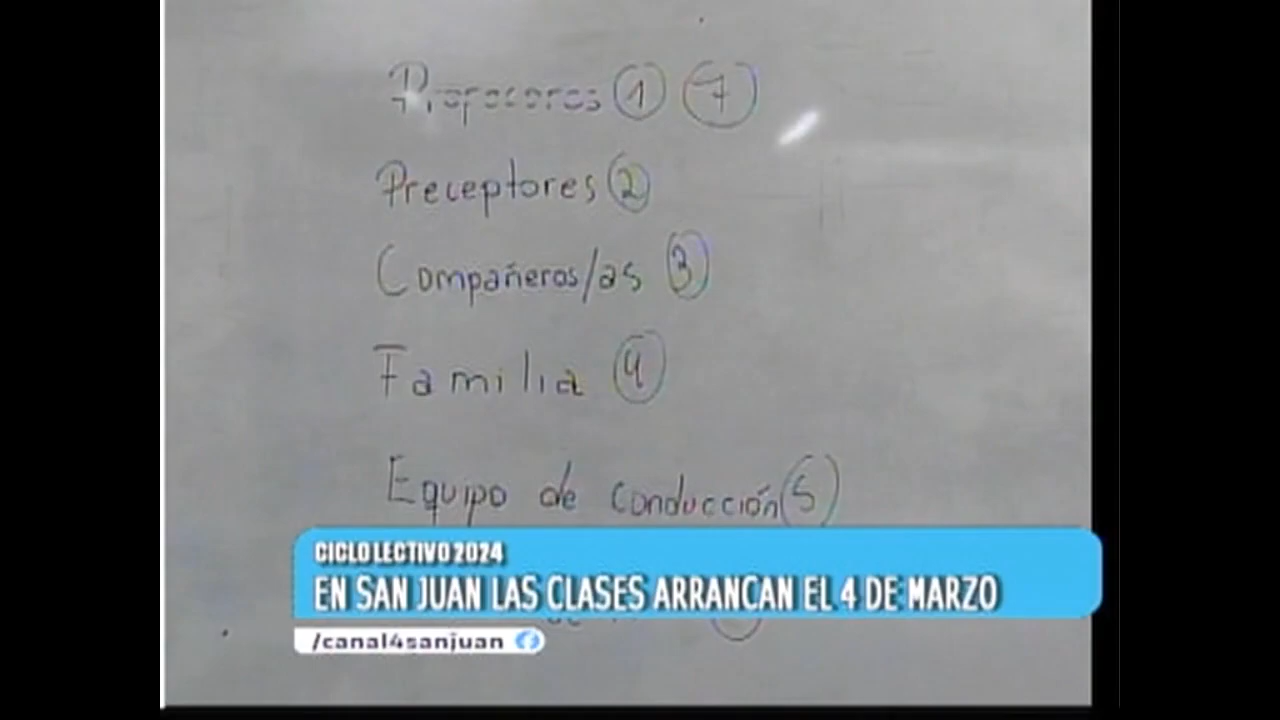 Profesores 1 7
Preceptores 2
Compañeros/as 3
Familia 4
Equipo de conducción 5
CICLO LECTIVO 2024
EN SAN JUAN LAS CLASES ARRANCAN EL 4 DE MARZO
/canal4sanjuan